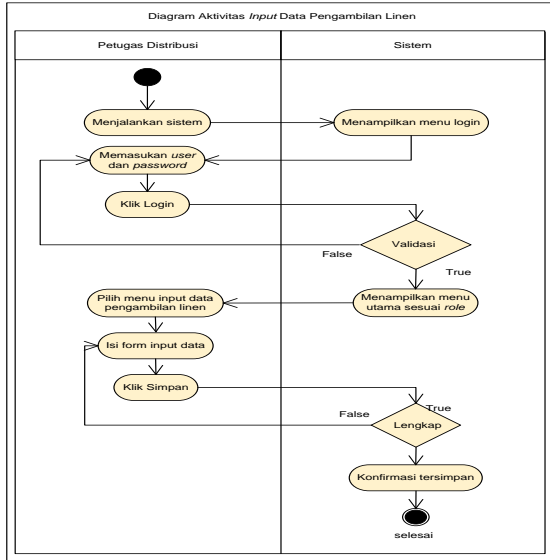 Diagram Aktivitas Input Data Pengambilan Linen
Petugas Distribusi
Sistem
Menjalankan sistem
Menampilkan menu login
Memasukan user
dan password
Klik Login
Validasi
False
True
Menampilkan menu
utama sesuai role
Pilih menu input data
pengambilan linen
Isi form input data
Klik Simpan
False
True
Lengkap
Konfirmasi tersimpan
selesai